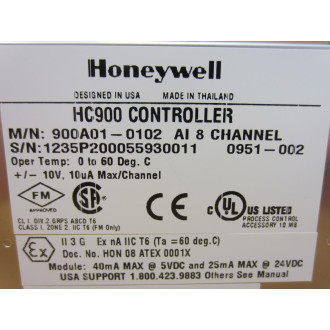 Honeywell
DESIGNED IN USA MADE IN THAILAND
HC900 CONTROLLER
M/N: 900A01-0102 AI 8 CHANNEL
S/N:1235P200055930011 0951-002
Oper Temp: 0 to 60 Deg. C
+/- 10V, 10uA Max/Channel
FM
APPROVED
CL I, DIV 2 GRPS ABCD T6
CLASS I, ZONE 2, IIC T6 (FM Only)
C UL US LISTED
PROCESS CONTROL
ACCESSORY
Ex II 3 G Ex nA IIC T6 (Ta =60 deg.C)
Doc. No. HON 08 ATEX 0001X
Module: 40mA MAX @ 5VDC and 25mA MAX @ 24VDC
USA SUPPORT 1.800.423.9883 Others See Manual